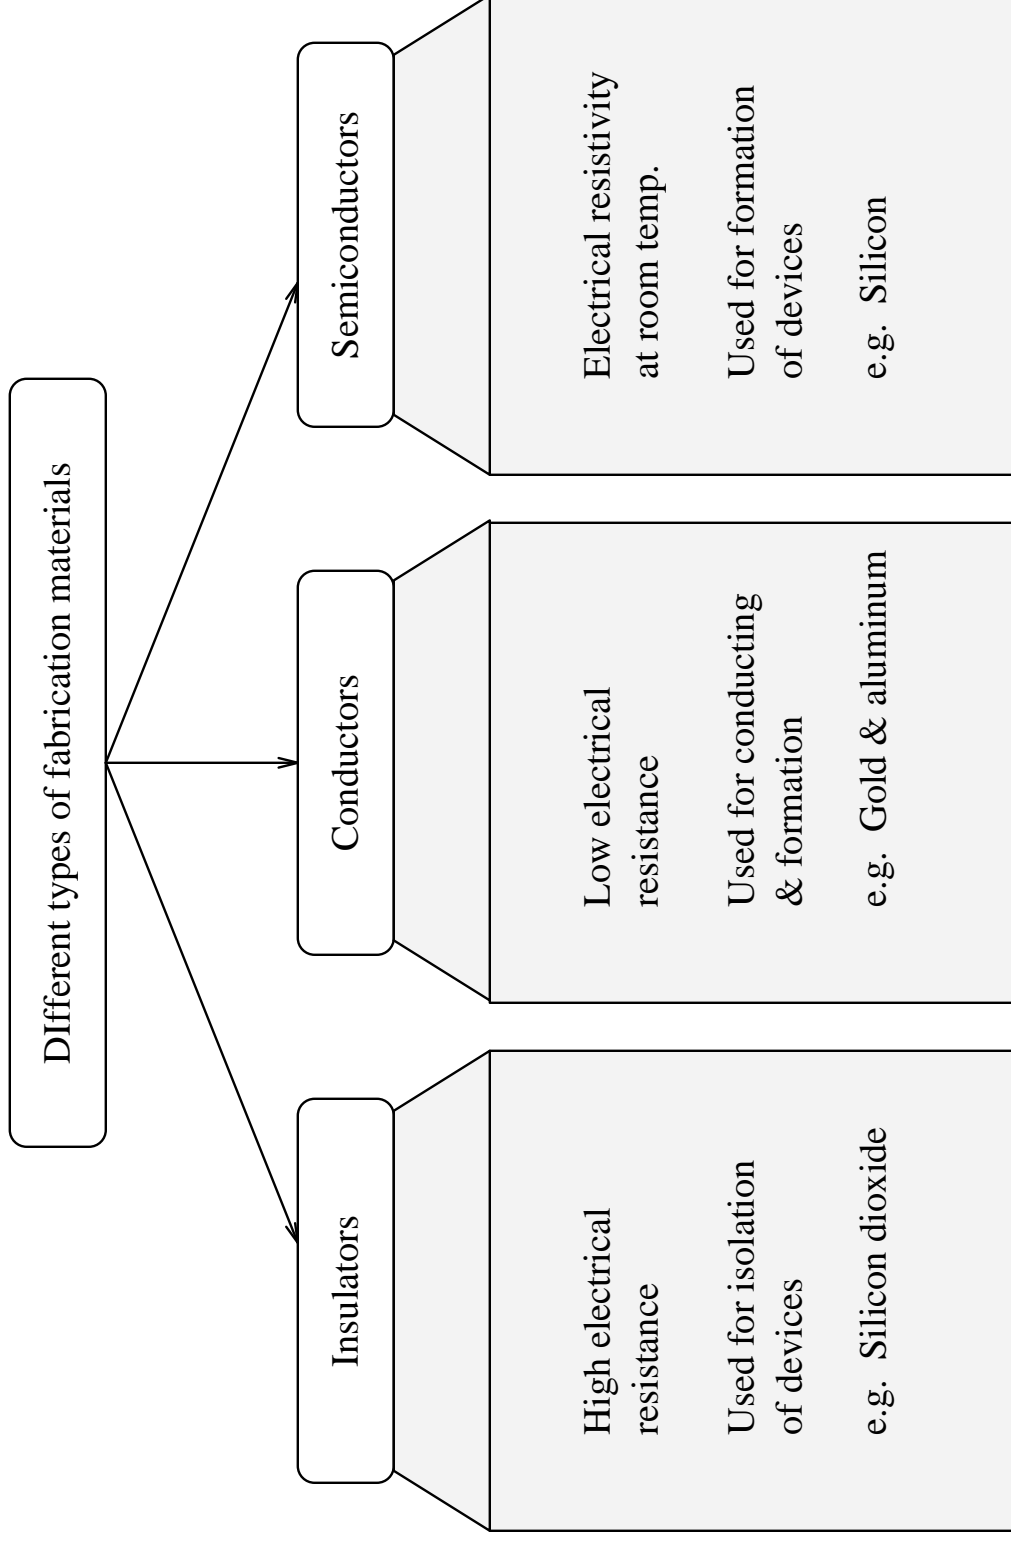 DIfferent types of fabrication materials
Insulators
High electrical
resistance
Used for isolation
of devices
e.g. Silicon dioxide
Conductors
Low electrical
resistance
Used for conducting
& formation
e.g. Gold & aluminum
Semiconductors
Electrical resistivity
at room temp.
Used for formation
of devices
e.g. Silicon